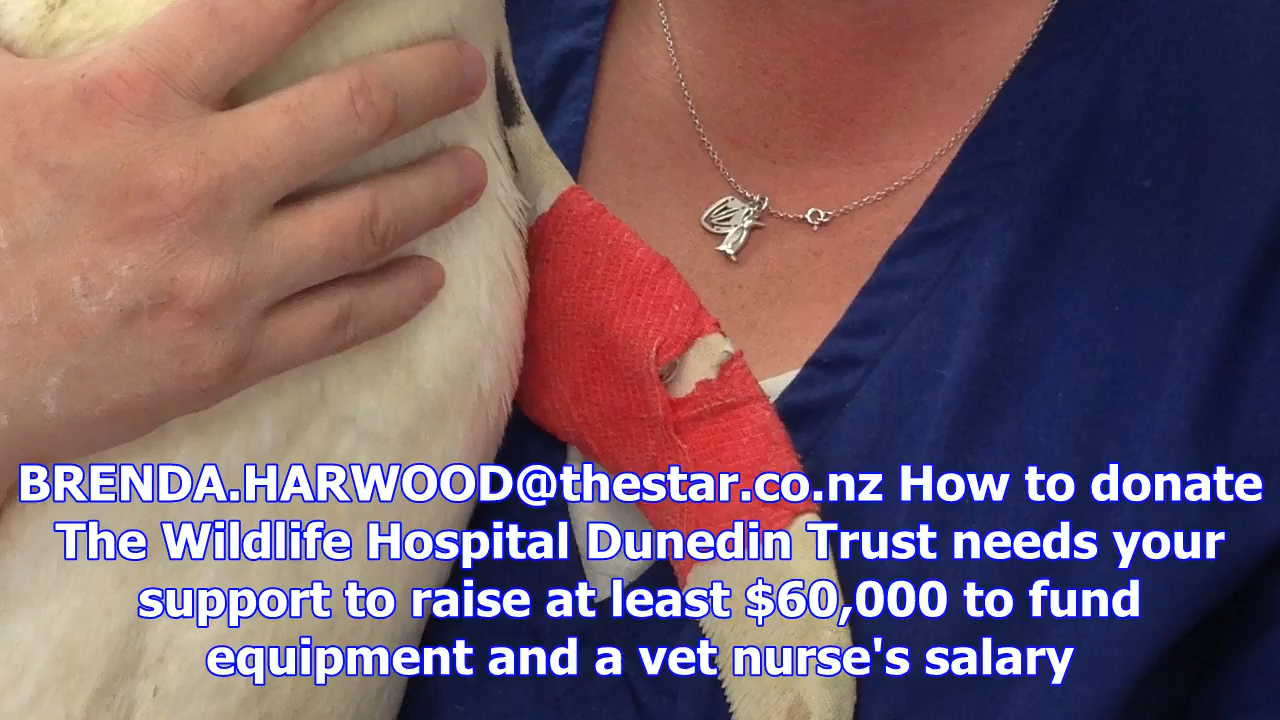 BRENDA.HARWOOD@thestar.co.nz How to donate
The Wildlife Hospital Dunedin Trust needs your
support to raise at least $60,000 to fund
equipment and a vet nurse's salary